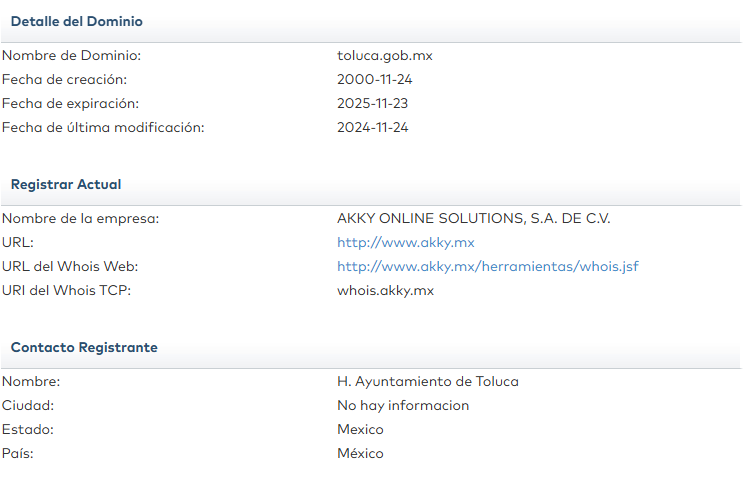 Detalle del Dominio
Nombre de Dominio: toluca.gob.mx
Fecha de creación: 2000-11-24
Fecha de expiración: 2025-11-23
Fecha de última modificación: 2024-11-24
Registrar Actual
Nombre de la empresa: AKKY ONLINE SOLUTIONS, S.A. DE C.V.
URL: http://www.akky.mx
URL del Whois Web: http://www.akky.mx/herramientas/whois.jsf
URI del Whois TCP: whois.akky.mx
Contacto Registrante
Nombre: H. Ayuntamiento de Toluca
Ciudad: No hay informacion
Estado: Mexico
País: México